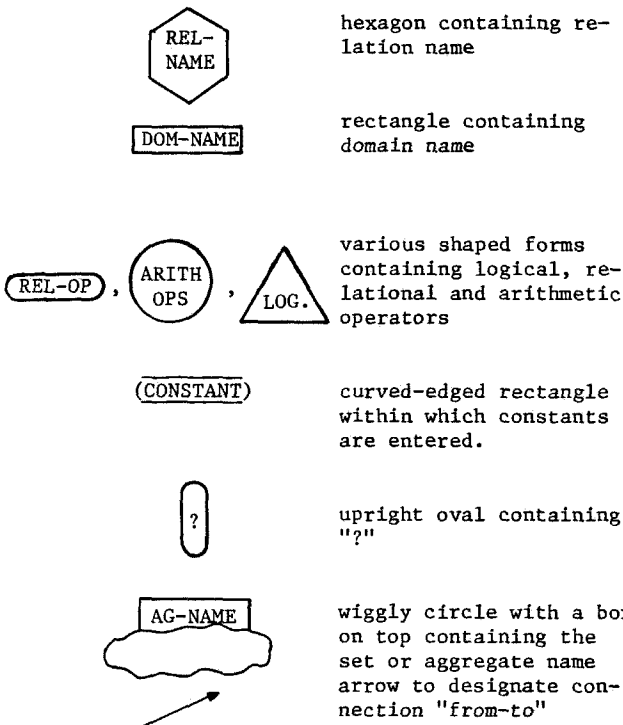 REL-
NAME
hexagon containing re-
lation name
DOM-NAME
rectangle containing
domain name
REL-OP , ARITH OPS , LOG.
various shaped forms
containing logical, re-
lational and arithmetic
operators
(CONSTANT)
curved-edged rectangle
within which constants
are entered.
?
upright oval containing
"?"
AG-NAME
wiggly circle with a box
on top containing the
set or aggregate name
arrow to designate con-
nection "from-to"